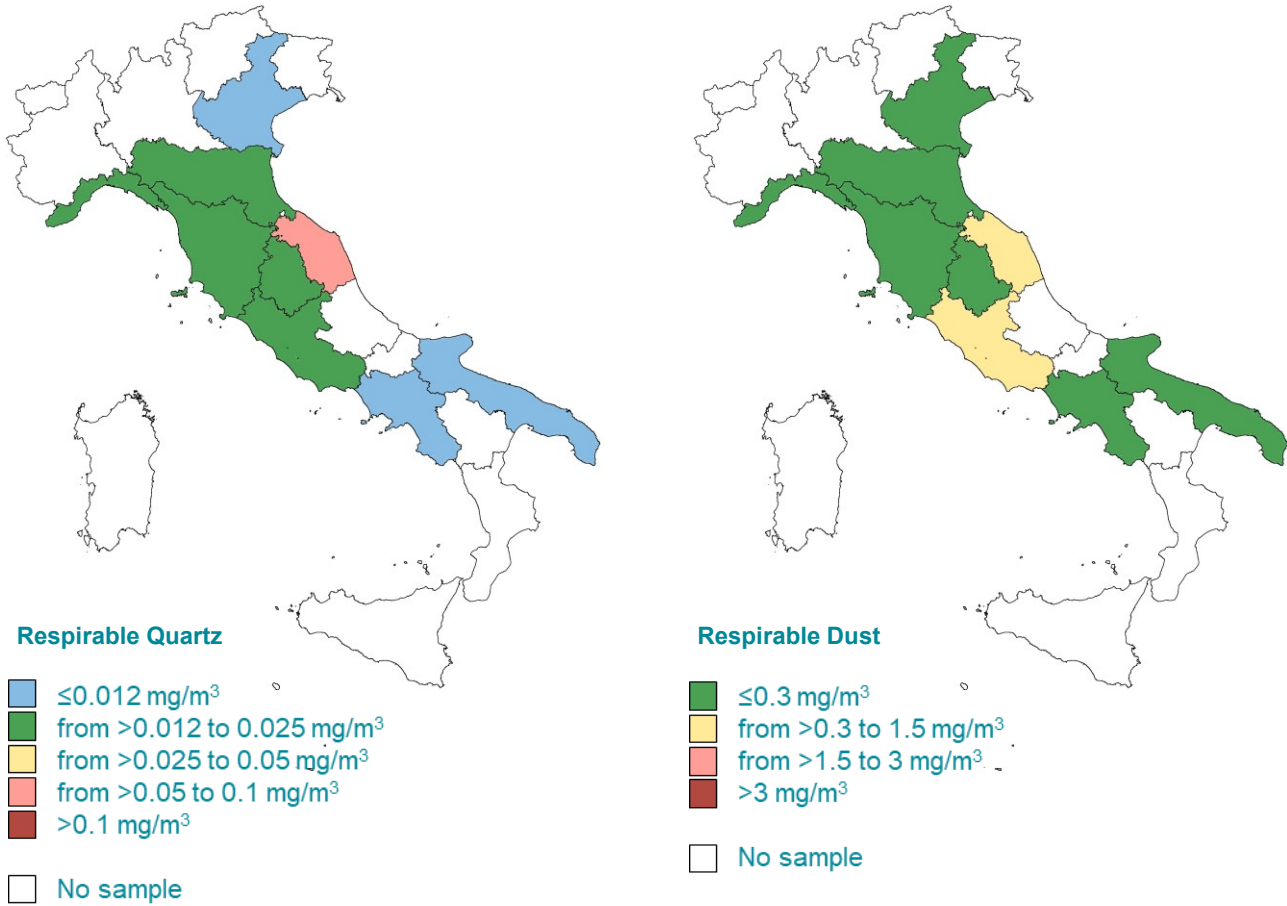 Respirable Quartz
≤0.012 mg/m³
from >0.012 to 0.025 mg/m³
from >0.025 to 0.05 mg/m³
from >0.05 to 0.1 mg/m³
>0.1 mg/m³
No sample
Respirable Dust
≤0.3 mg/m³
from >0.3 to 1.5 mg/m³
from >1.5 to 3 mg/m³
>3 mg/m³
No sample